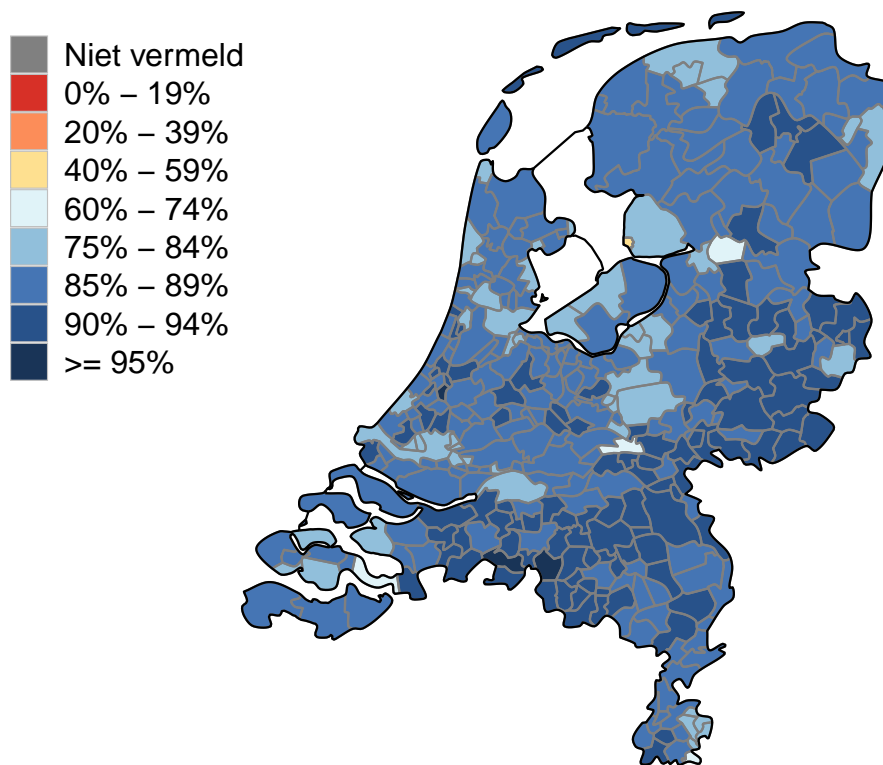 Niet vermeld
0% – 19%
20% – 39%
40% – 59%
60% – 74%
75% – 84%
85% – 89%
90% – 94%
>= 95%